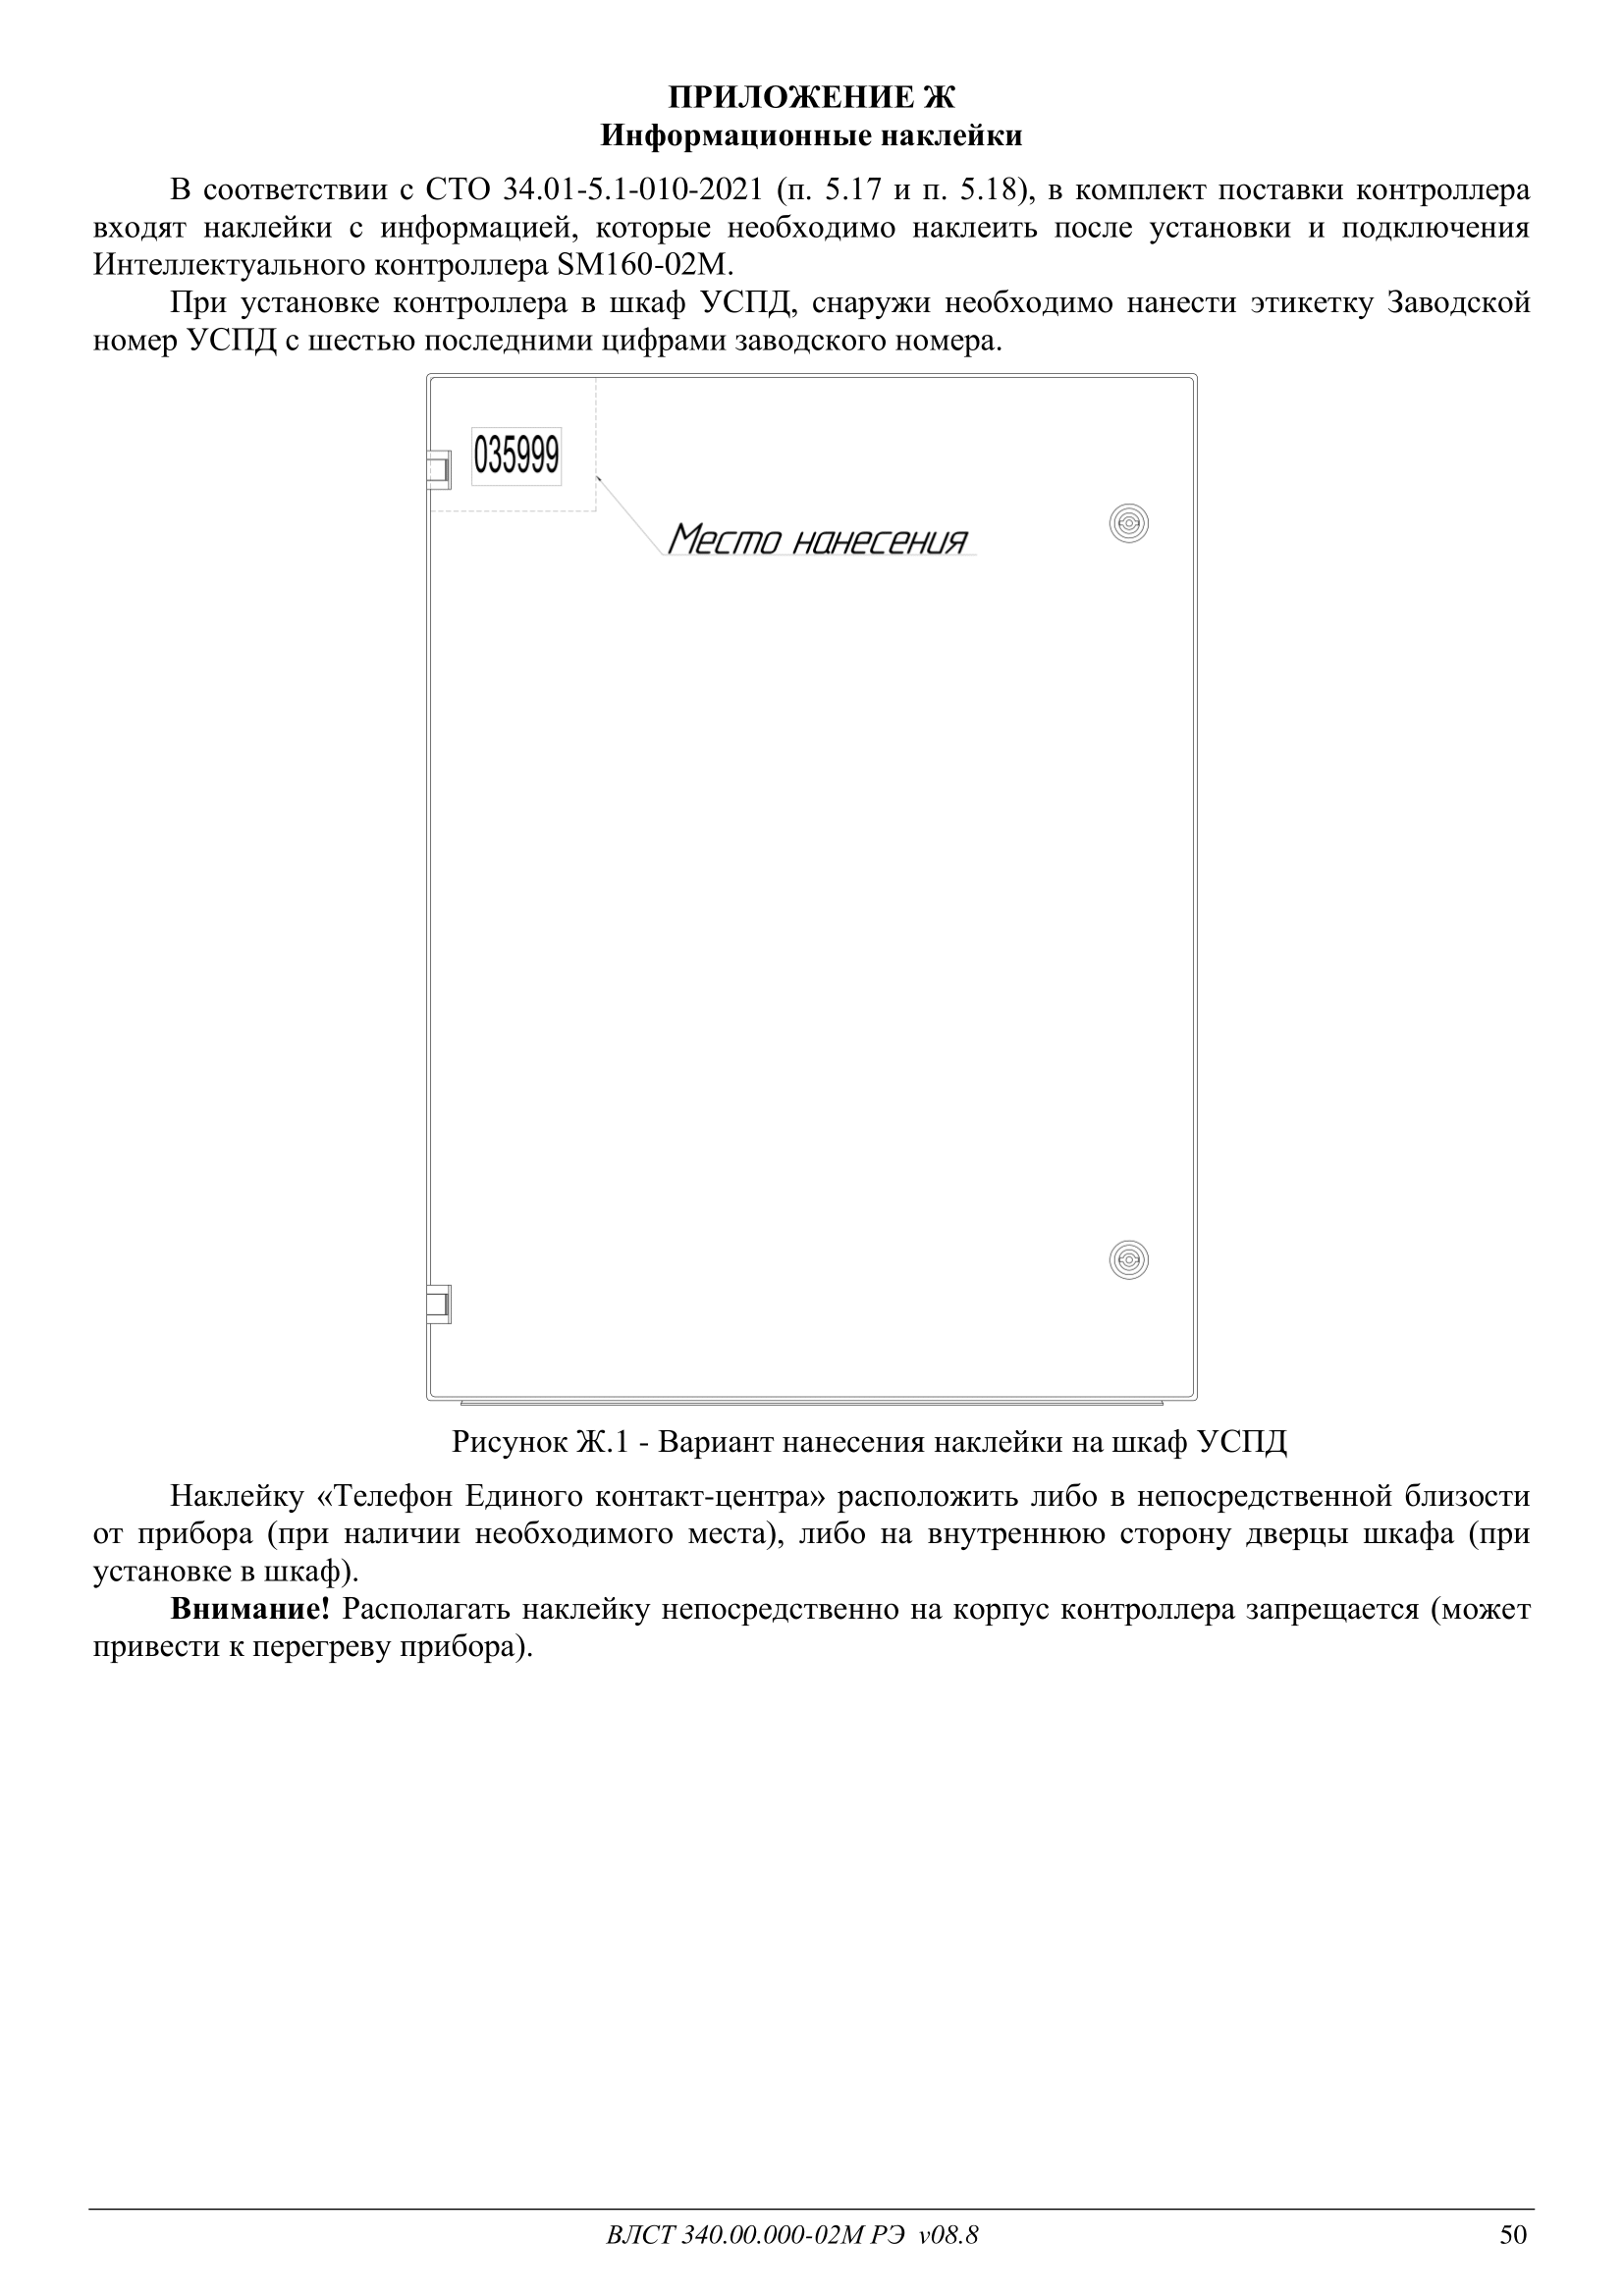 ПРИЛОЖЕНИЕ Ж
Информационные наклейки
В соответствии с СТО 34.01-5.1-010-2021 (п. 5.17 и п. 5.18), в комплект поставки контроллера
входят наклейки с информацией, которые необходимо наклеить после установки и подключения
Интеллектуального контроллера SM160-02M.
При установке контроллера в шкаф УСПД, снаружи необходимо нанести этикетку Заводской
номер УСПД с шестью последними цифрами заводского номера.
035999
Место нанесения
Рисунок Ж.1 - Вариант нанесения наклейки на шкаф УСПД
Наклейку «Телефон Единого контакт-центра» расположить либо в непосредственной близости
от прибора (при наличии необходимого места), либо на внутреннюю сторону дверцы шкафа (при
установке в шкаф).
Внимание! Располагать наклейку непосредственно на корпус контроллера запрещается (может
привести к перегреву прибора).
ВЛСТ 340.00.000-02М РЭ v08.8
50